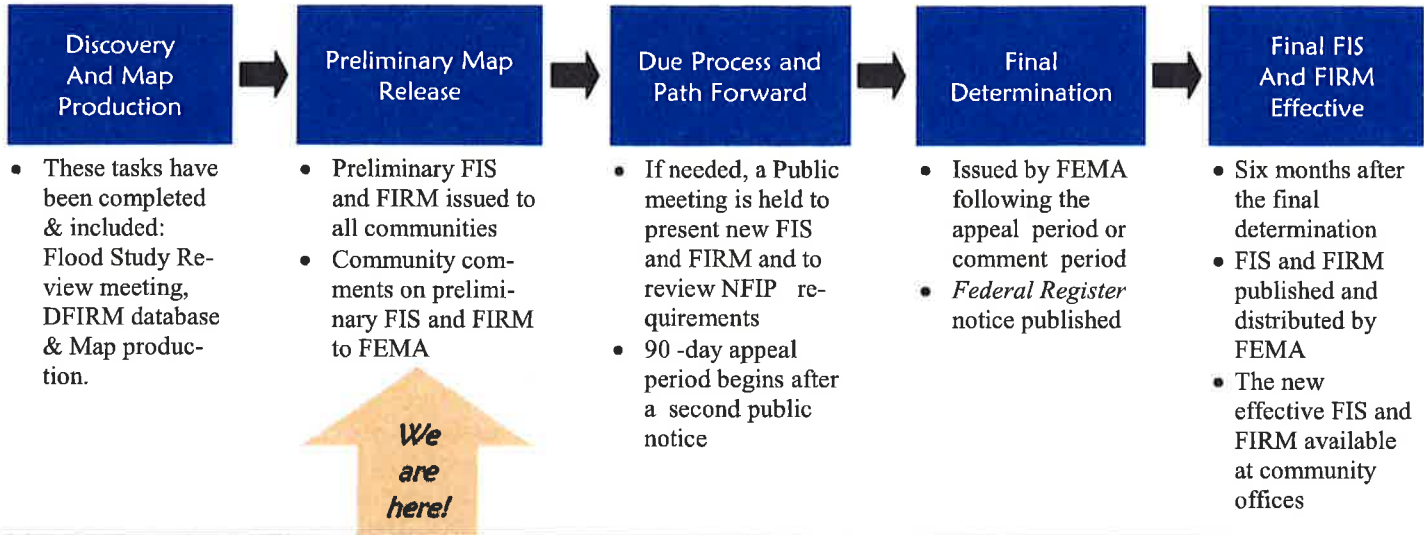 Discovery
And Map
Production
Preliminary Map
Release
Due Process and
Path Forward
Final
Determination
Final FIS
And FIRM
Effective
• These tasks have
been completed
& included:
Flood Study Re-
view meeting,
DFIRM database
& Map produc-
tion.
• Preliminary FIS
and FIRM issued to
all communities
• Community com-
ments on prelimi-
nary FIS and FIRM
to FEMA
We
are
here!
• If needed, a Public
meeting is held to
present new FIS
and FIRM and to
review NFIP re-
quirements
• 90 -day appeal
period begins after
a second public
notice
• Issued by FEMA
following the
appeal period or
comment period
• Federal Register
notice published
• Six months after
the final
determination
• FIS and FIRM
published and
distributed by
FEMA
• The new
effective FIS and
FIRM available
at community
offices